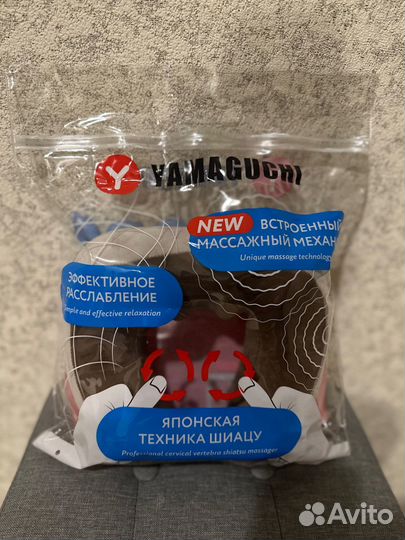 Y YAMAGUCHI
NEW ВСТРОЕННЫЙ
МАССАЖНЫЙ МЕХАН
Unique massage technology
ЭФФЕКТИВНОЕ
РАССЛАБЛЕНИЕ
Simple and effective relaxation
ЯПОНСКАЯ
ТЕХНИКА ШИАЦУ
Professional cervical vertebra shiatsu massager
Avito